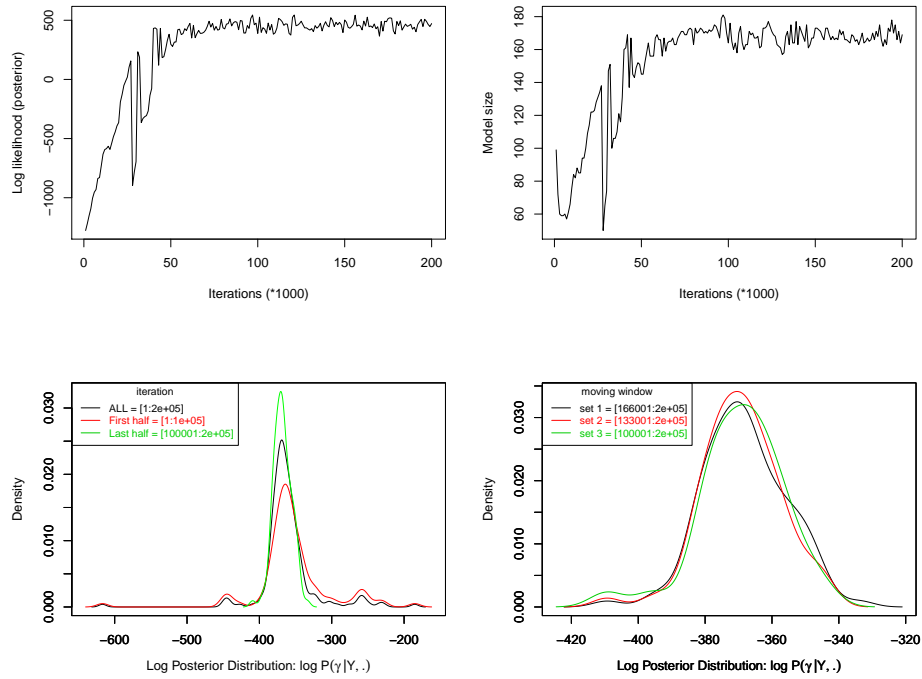 500
0
−500
−1000
Log likelihood (posterior)
0 50 100 150 200
Iterations (*1000)
180
160
140
120
100
80
60
Model size
0 50 100 150 200
Iterations (*1000)
iteration
ALL = [1:2e+05]
First half = [1:1e+05]
Last half = [100001:2e+05]
0.030
0.020
0.010
0.000
Density
−600 −500 −400 −300 −200
Log Posterior Distribution: log P(γ|Y, .)
moving window
set 1 = [166001:2e+05]
set 2 = [133001:2e+05]
set 3 = [100001:2e+05]
0.030
0.020
0.010
0.000
Density
−420 −400 −380 −360 −340 −320
Log Posterior Distribution: log P(γ|Y, .)